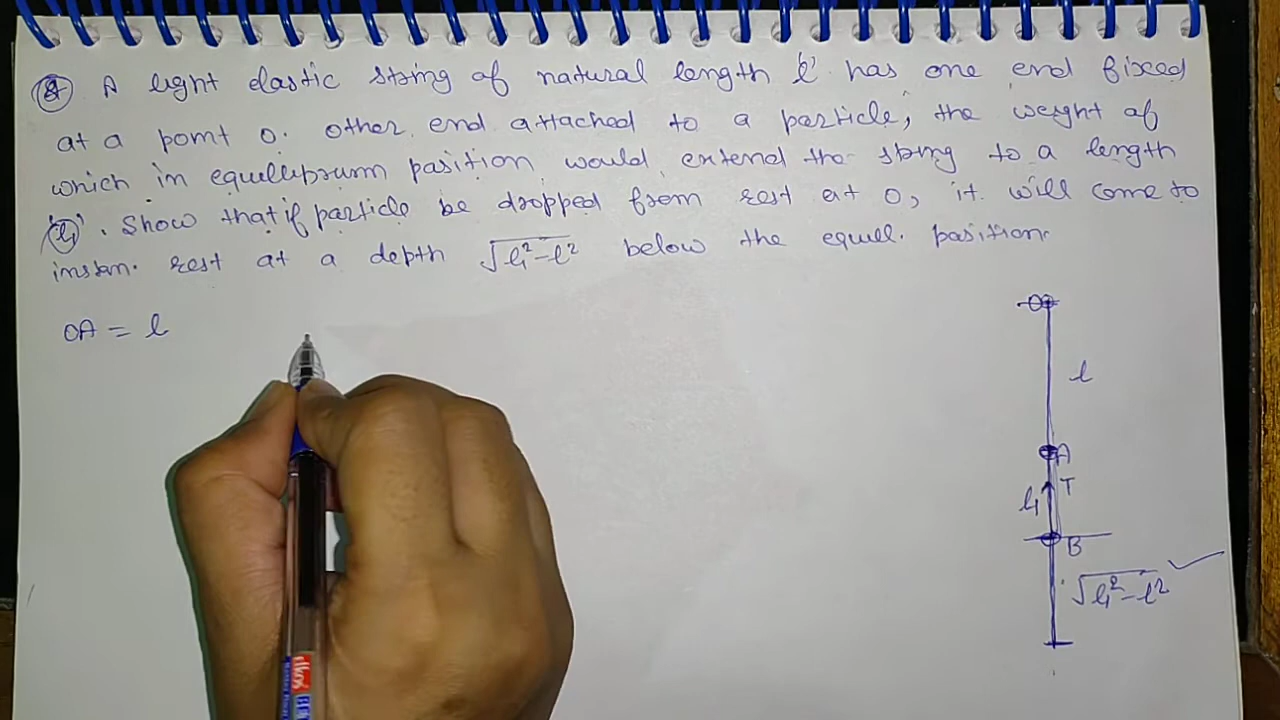 A light elastic string of natural length 'l' has one end fixed
at a point O. Other end attached to a particle, the weight of
which in equilibrium position would extend the string to a length
'l₁'. Show that if particle be dropped from rest at O, it will come to
instan. rest at a depth √l₁²-l² below the equil. position.
OA = l
O
l
A
T
l₁
B
√l₁²-l²